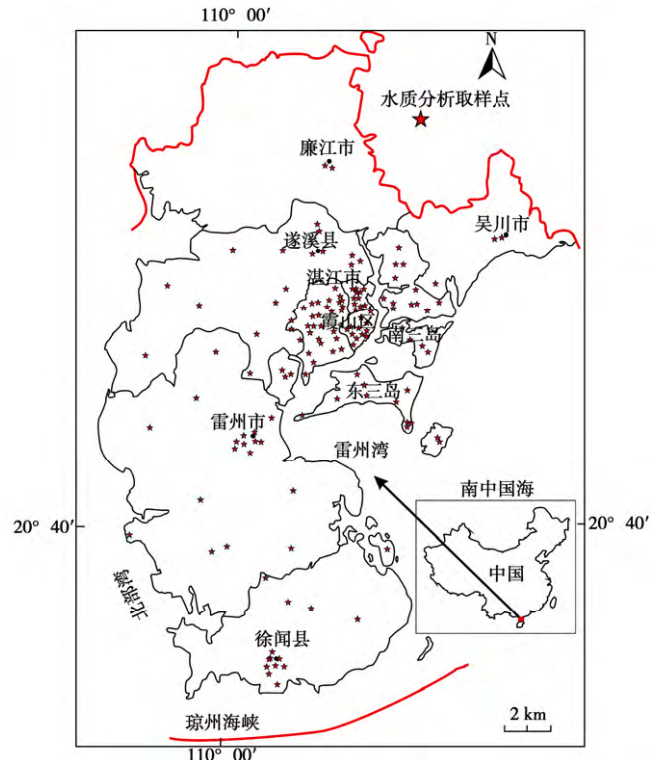 110° 00′
N
水质分析取样点
廉江市
吴川市
遂溪县
湛江市
霞山区
南三岛
东三岛
雷州市
雷州湾
南中国海
20° 40′
20° 40′
中国
北部湾
徐闻县
琼州海峡
2 km
110° 00′